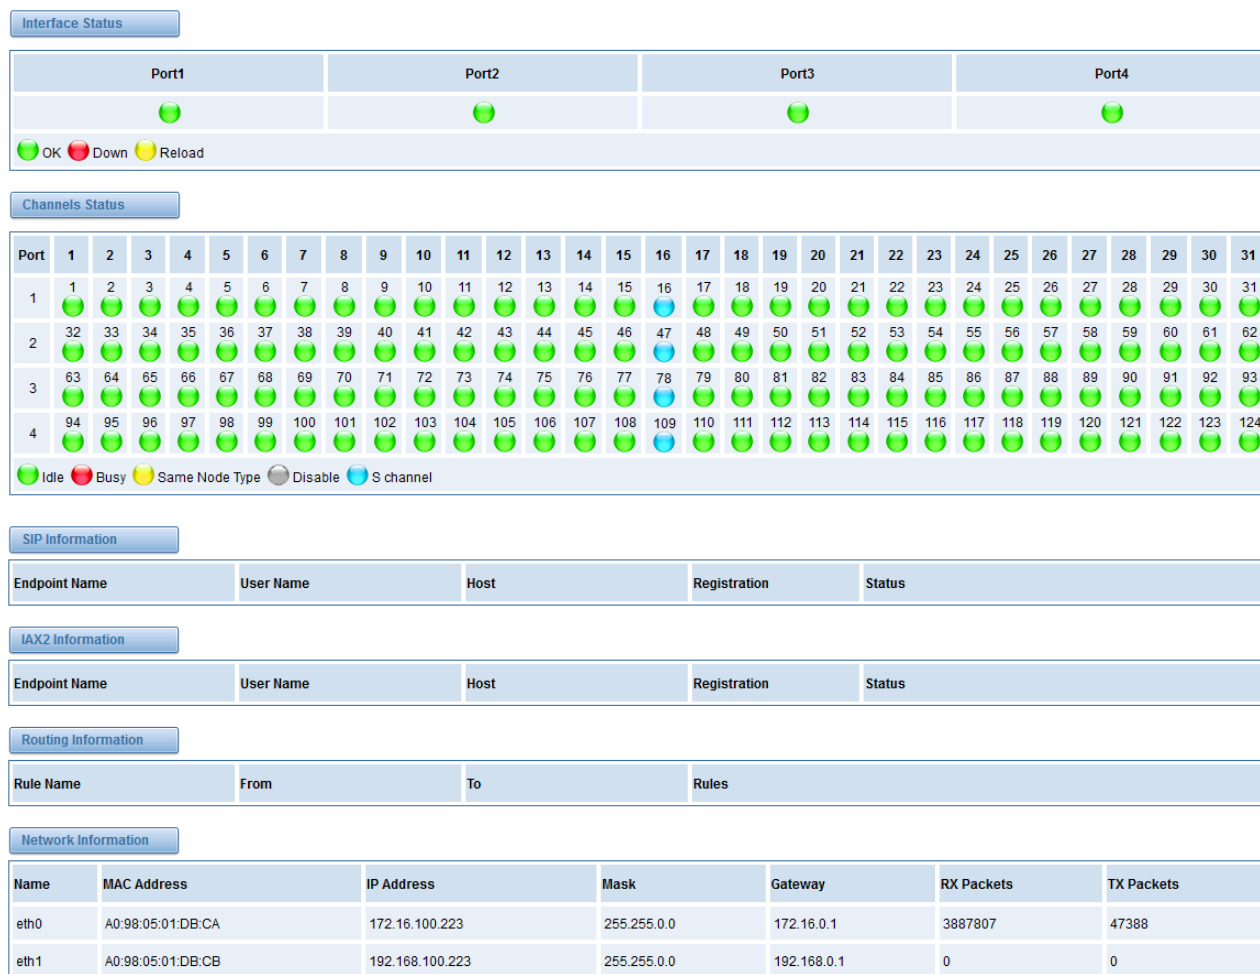 Interface Status
Port1 Port2 Port3 Port4
OK Down Reload
Channels Status
Port 1 2 3 4 5 6 7 8 9 10 11 12 13 14 15 16 17 18 19 20 21 22 23 24 25 26 27 28 29 30 31
1 1 2 3 4 5 6 7 8 9 10 11 12 13 14 15 16 17 18 19 20 21 22 23 24 25 26 27 28 29 30 31
2 32 33 34 35 36 37 38 39 40 41 42 43 44 45 46 47 48 49 50 51 52 53 54 55 56 57 58 59 60 61 62
3 63 64 65 66 67 68 69 70 71 72 73 74 75 76 77 78 79 80 81 82 83 84 85 86 87 88 89 90 91 92 93
4 94 95 96 97 98 99 100 101 102 103 104 105 106 107 108 109 110 111 112 113 114 115 116 117 118 119 120 121 122 123 124
Idle Busy Same Node Type Disable S channel
SIP Information
Endpoint Name User Name Host Registration Status
IAX2 Information
Endpoint Name User Name Host Registration Status
Routing Information
Rule Name From To Rules
Network Information
Name MAC Address IP Address Mask Gateway RX Packets TX Packets
eth0 A0:98:05:01:DB:CA 172.16.100.223 255.255.0.0 172.16.0.1 3887807 47388
eth1 A0:98:05:01:DB:CB 192.168.100.223 255.255.0.0 192.168.0.1 0 0